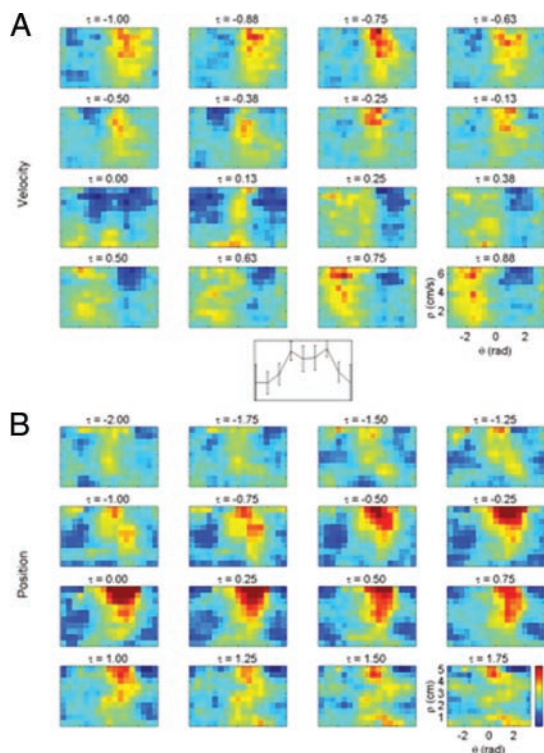 A
τ = -1.00 τ = -0.88 τ = -0.75 τ = -0.63
τ = -0.50 τ = -0.38 τ = -0.25 τ = -0.13
Velocity
τ = 0.00 τ = 0.13 τ = 0.25 τ = 0.38
τ = 0.50 τ = 0.63 τ = 0.75 τ = 0.88
ρ (cm/s)
6
4
2
-2 0 2
θ (rad)
B
τ = -2.00 τ = -1.75 τ = -1.50 τ = -1.25
τ = -1.00 τ = -0.75 τ = -0.50 τ = -0.25
Position
τ = 0.00 τ = 0.25 τ = 0.50 τ = 0.75
τ = 1.00 τ = 1.25 τ = 1.50 τ = 1.75
ρ (cm)
5
4
3
2
1
-2 0 2
θ (rad)